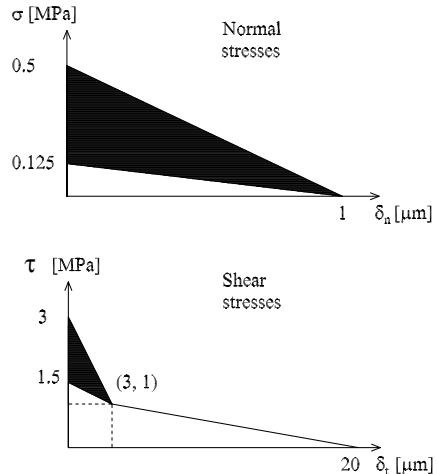 σ [MPa]
Normal
stresses
0.5
0.125
1
δn [μm]
τ [MPa]
Shear
stresses
3
1.5
(3, 1)
20
δt [μm]